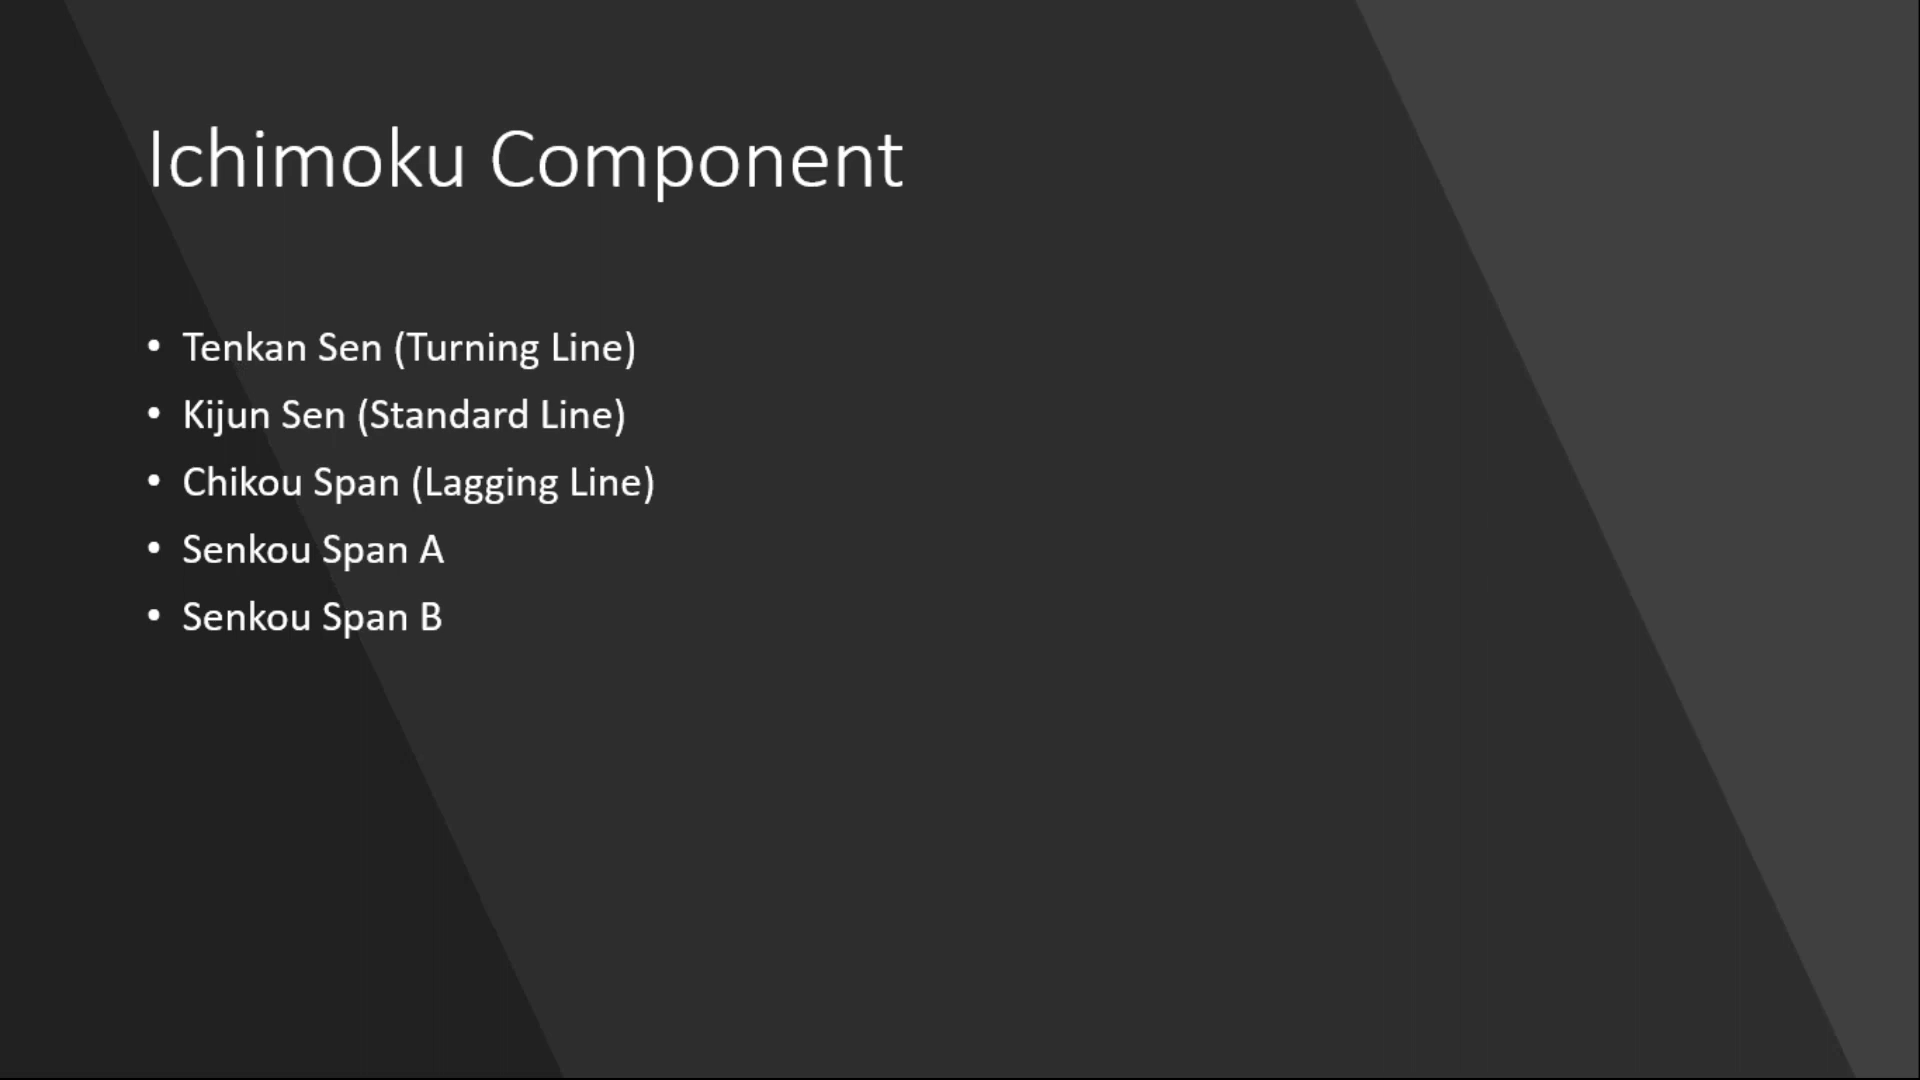 Ichimoku Component
• Tenkan Sen (Turning Line)
• Kijun Sen (Standard Line)
• Chikou Span (Lagging Line)
• Senkou Span A
• Senkou Span B